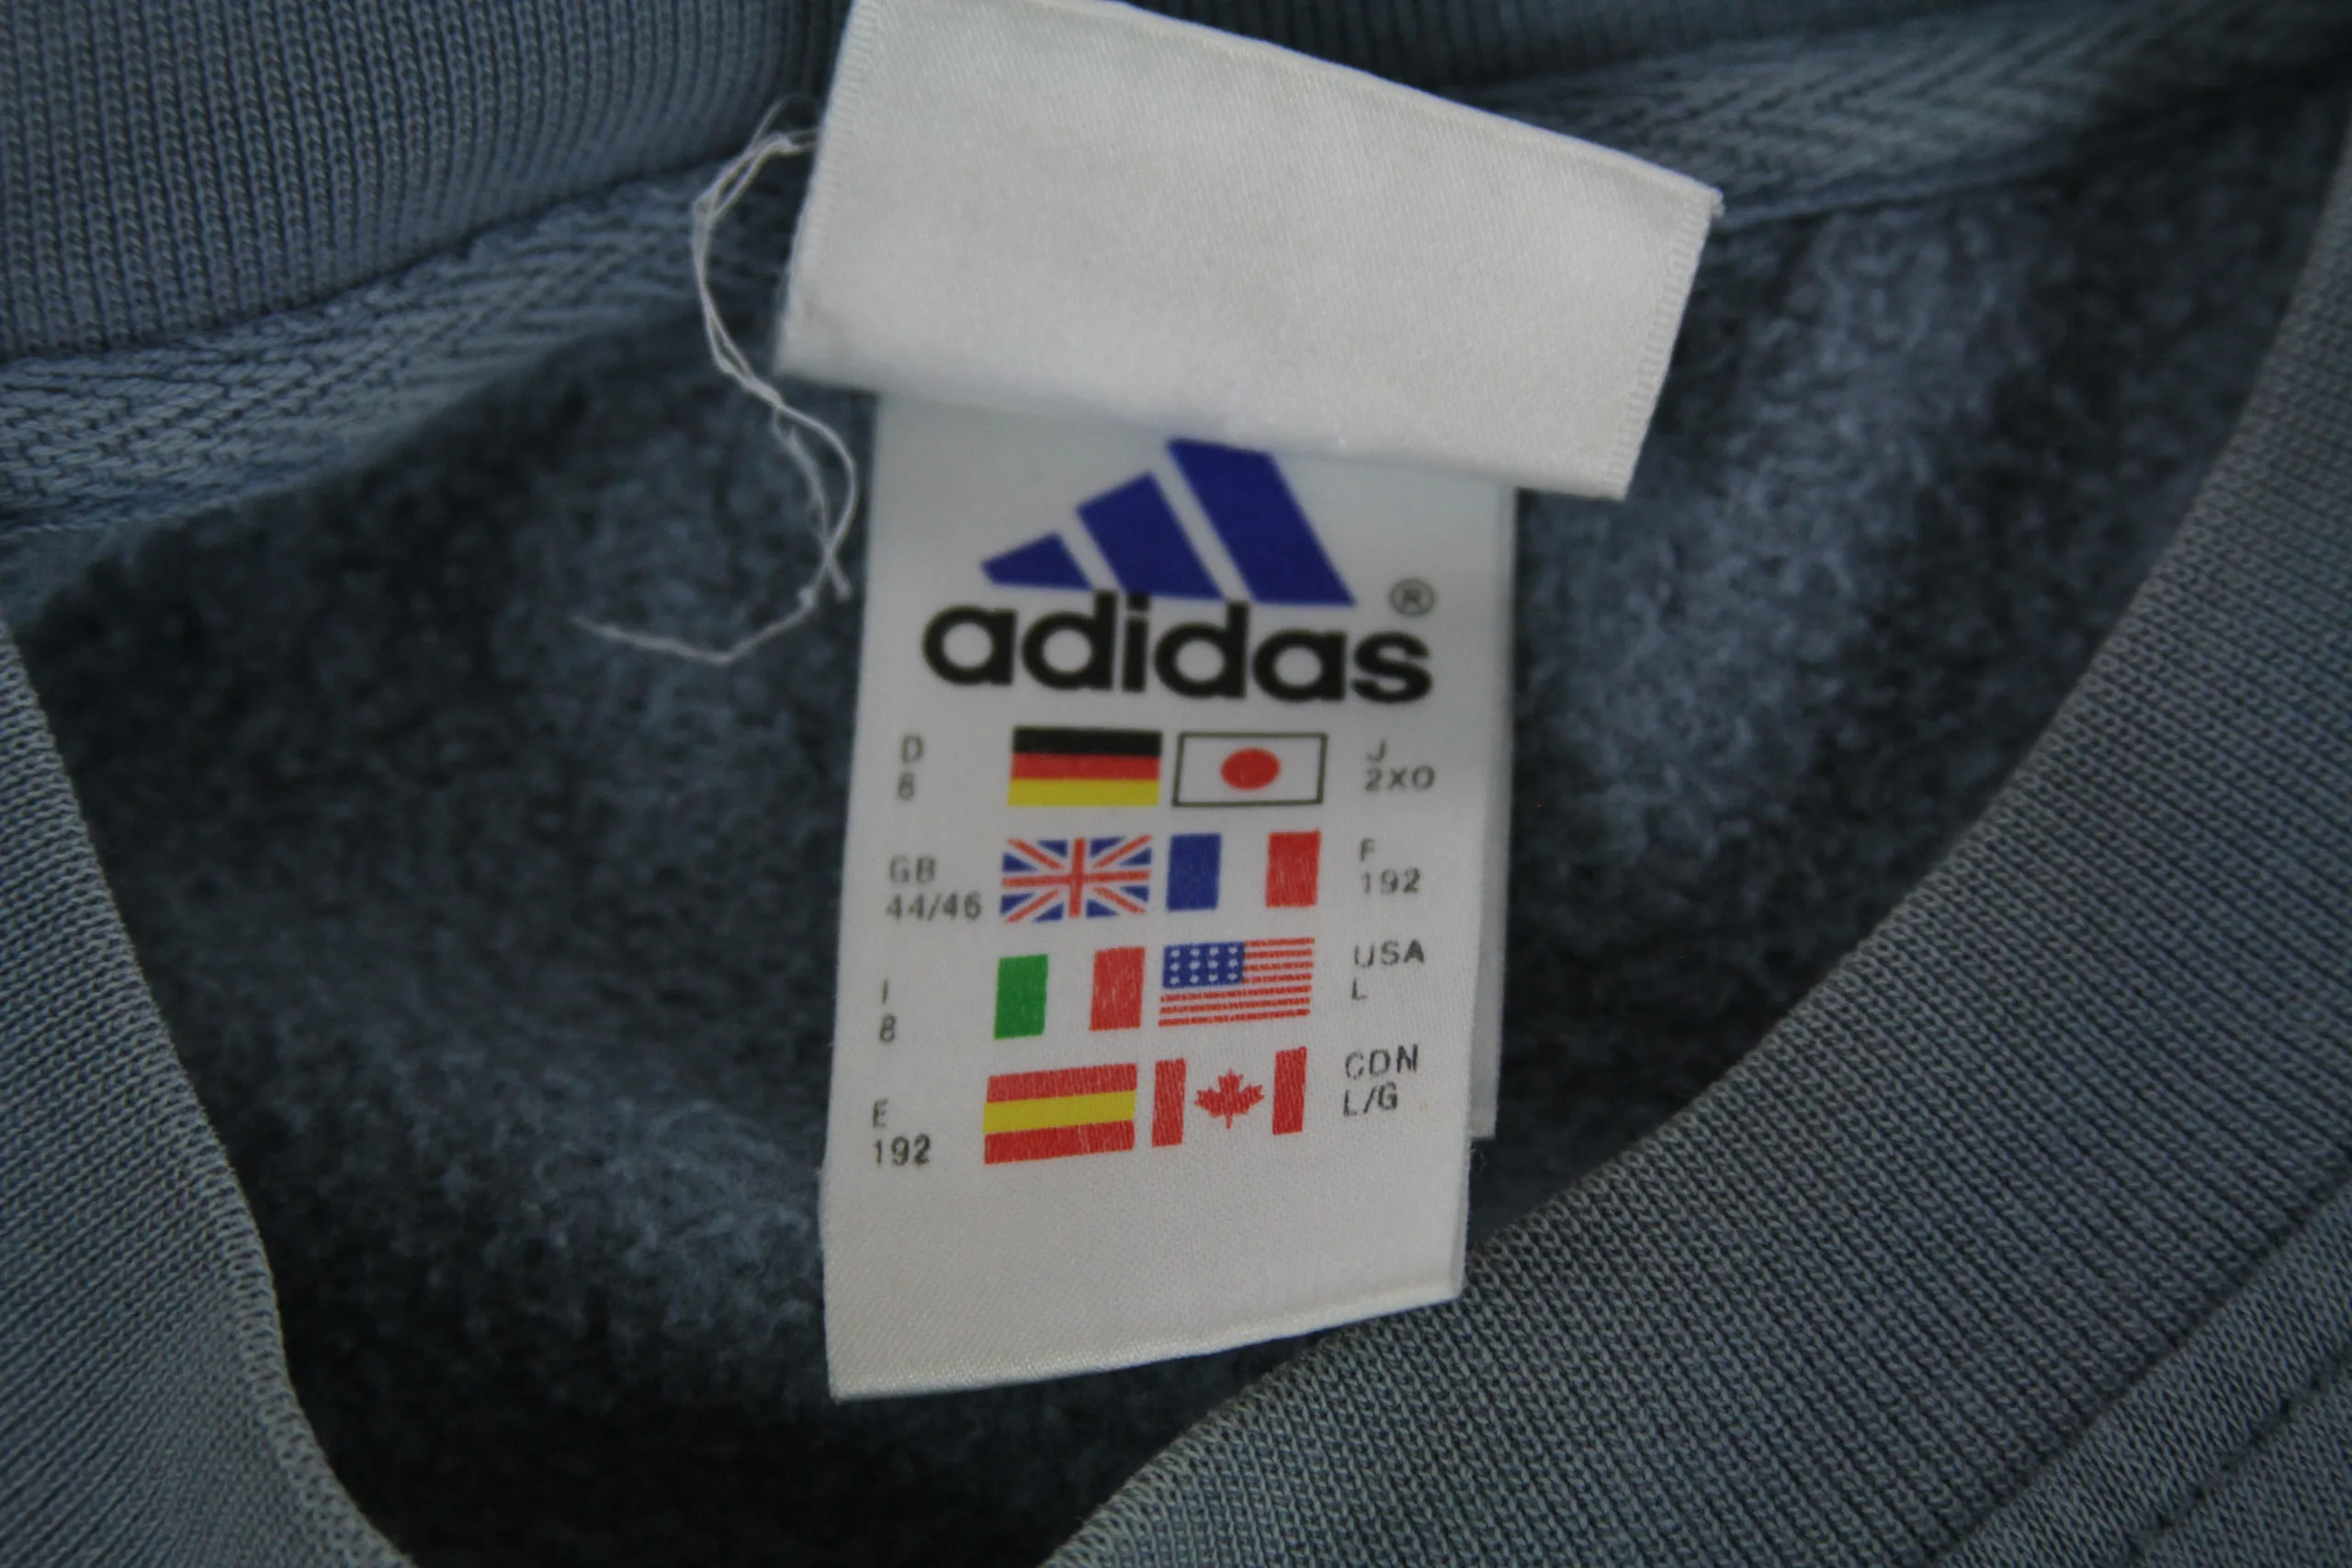 adidas ®
D
8
J
2XO
GB
44/46
F
192
I
8
USA
L
E
192
CDN
L/G